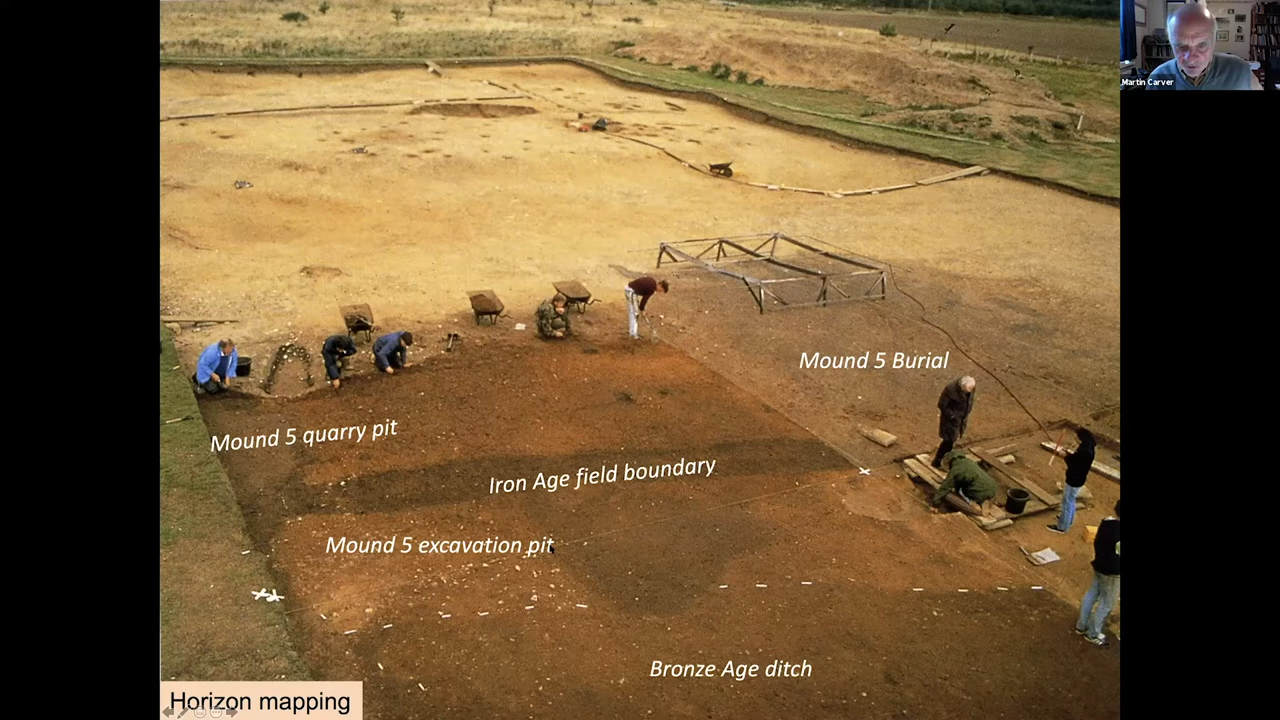 Martin Carver
Mound 5 Burial
Mound 5 quarry pit
Iron Age field boundary
Mound 5 excavation pit
Bronze Age ditch
Horizon mapping